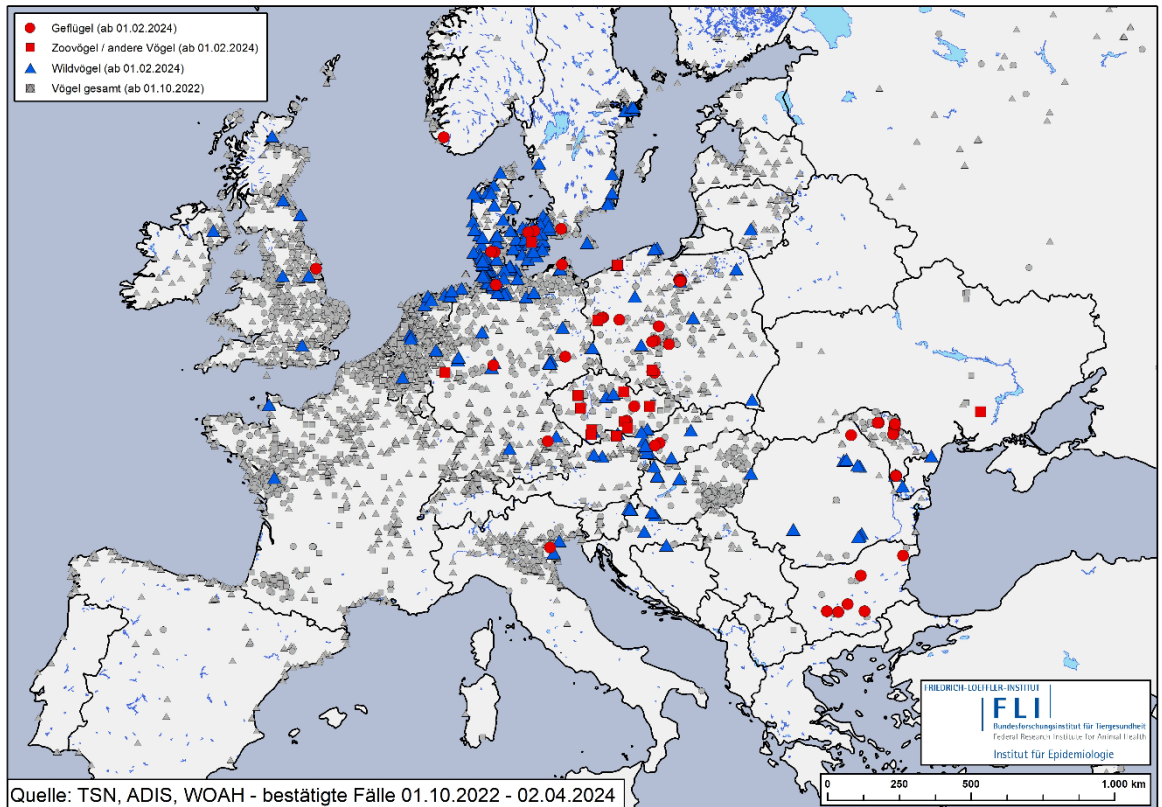 Geflügel (ab 01.02.2024)
Zoovögel / andere Vögel (ab 01.02.2024)
Wildvögel (ab 01.02.2024)
Vögel gesamt (ab 01.10.2022)
FRIEDRICH-LOEFFLER-INSTITUT
FLI
Bundesforschungsinstitut für Tiergesundheit
Federal Research Institute for Animal Health
Institut für Epidemiologie
Quelle: TSN, ADIS, WOAH - bestätigte Fälle 01.10.2022 - 02.04.2024
0 250 500 1.000 km